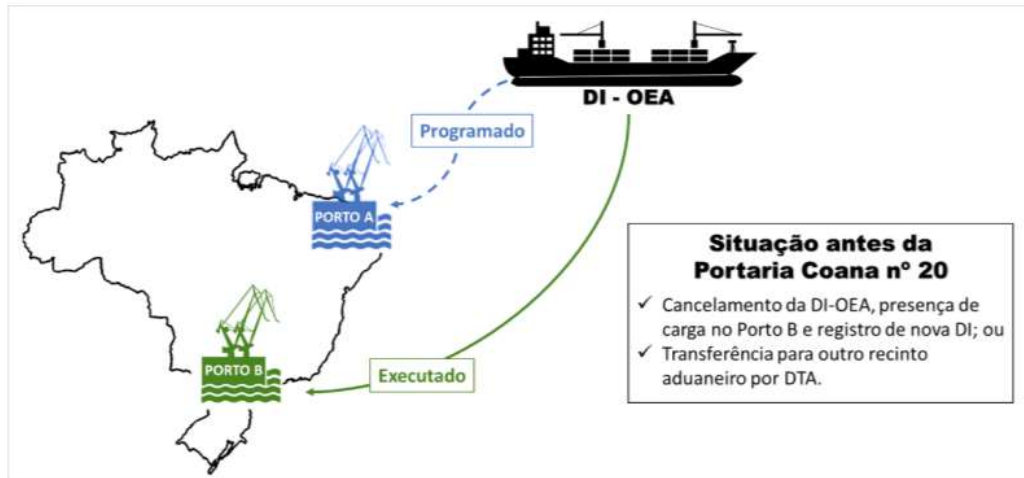 DI - OEA
Programado
PORTO A
Situação antes da
Portaria Coana nº 20
✓ Cancelamento da DI-OEA, presença de
carga no Porto B e registro de nova DI; ou
✓ Transferência para outro recinto
aduaneiro por DTA.
PORTO B
Executado